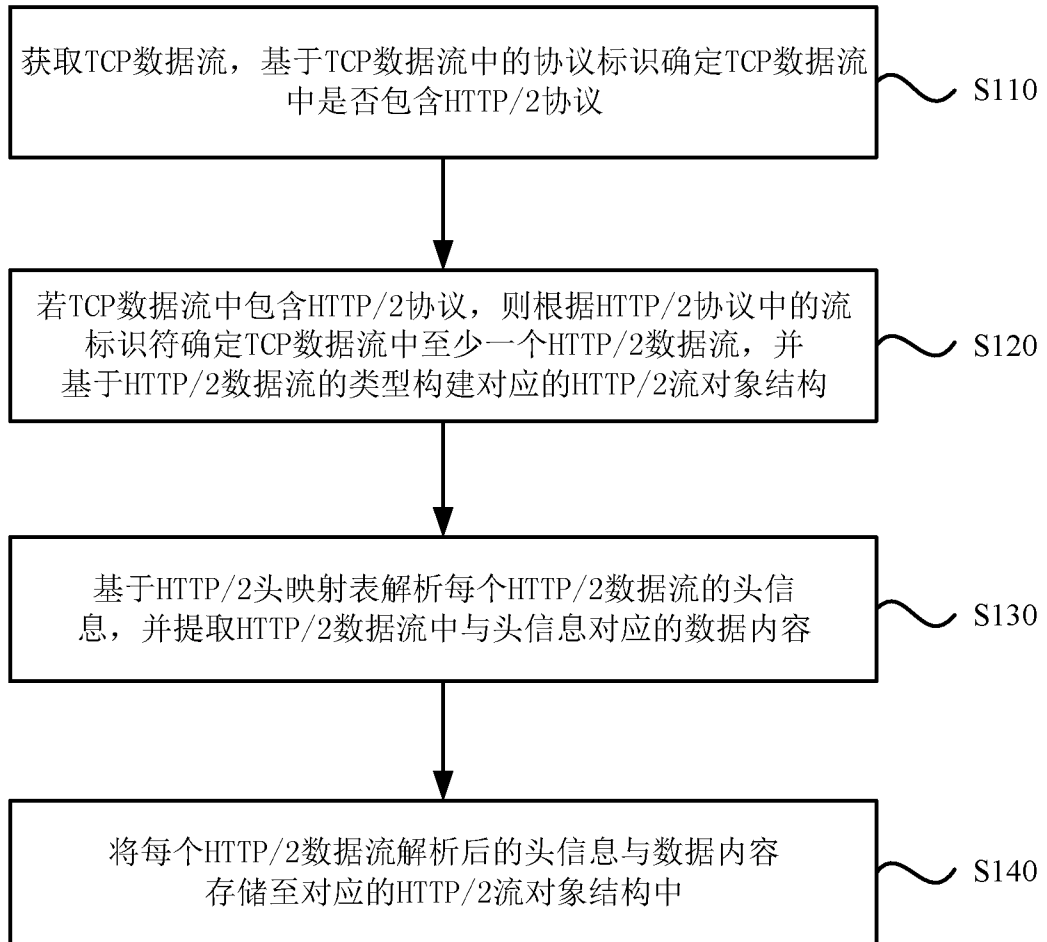 获取TCP数据流，基于TCP数据流中的协议标识确定TCP数据流
中是否包含HTTP/2协议
S110
若TCP数据流中包含HTTP/2协议，则根据HTTP/2协议中的流
标识符确定TCP数据流中至少一个HTTP/2数据流，并
基于HTTP/2数据流的类型构建对应的HTTP/2流对象结构
S120
基于HTTP/2头映射表解析每个HTTP/2数据流的头信
息，并提取HTTP/2数据流中与头信息对应的数据内容
S130
将每个HTTP/2数据流解析后的头信息与数据内容
存储至对应的HTTP/2流对象结构中
S140